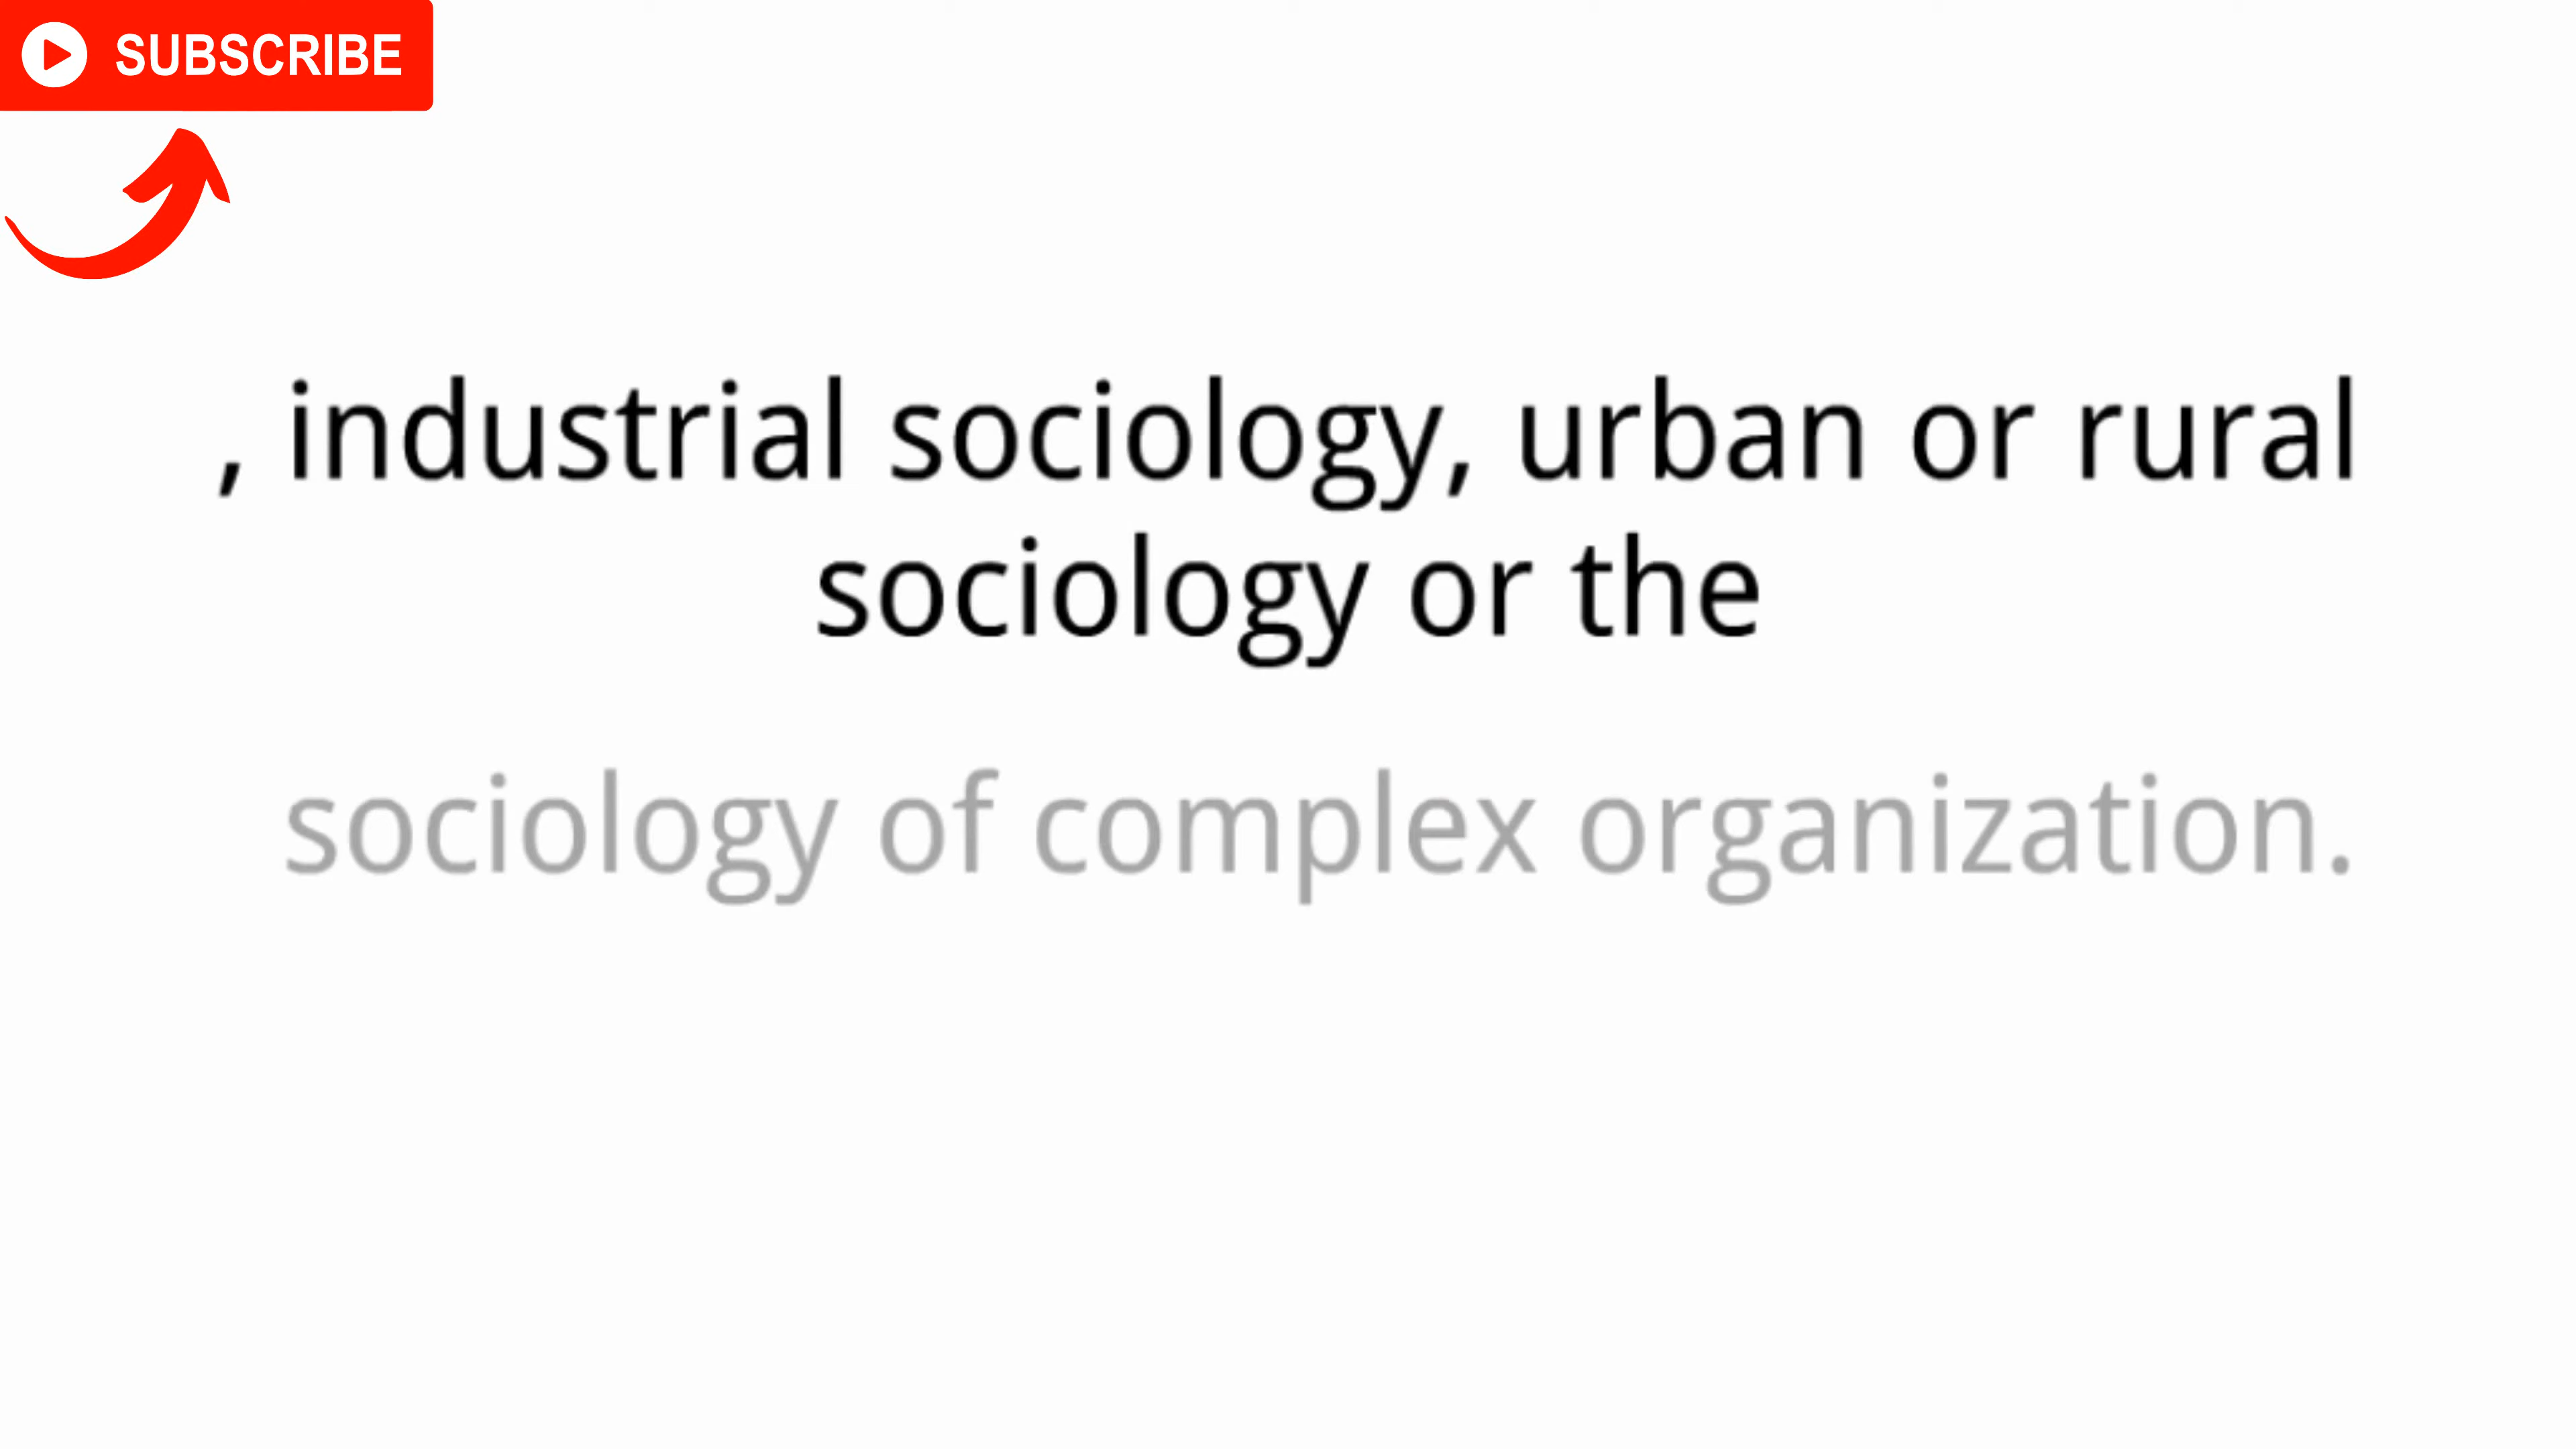 SUBSCRIBE
, industrial sociology, urban or rural
sociology or the
sociology of complex organization.